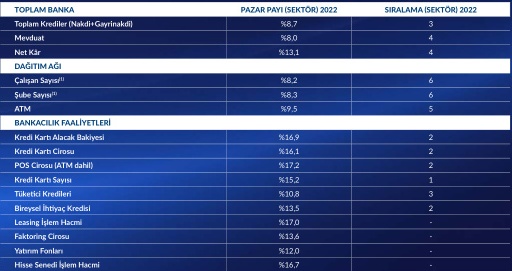 TOPLAM BANKA PAZAR PAYI (SEKTÖR) 2022 SIRALAMA (SEKTÖR) 2022
Toplam Krediler (Nakdi+Gayrinakdi) %8,7 3
Mevduat %8,0 4
Net Kâr %13,1 4
DAĞITIM AĞI
Çalışan Sayısı⁽¹⁾ %8,2 6
Şube Sayısı⁽¹⁾ %8,3 6
ATM %9,5 5
BANKACILIK FAALİYETLERİ
Kredi Kartı Alacak Bakiyesi %16,9 2
Kredi Kartı Cirosu %16,1 2
POS Cirosu (ATM dahil) %17,2 2
Kredi Kartı Sayısı %15,2 1
Tüketici Kredileri %10,8 3
Bireysel İhtiyaç Kredisi %13,5 2
Leasing İşlem Hacmi %17,0 -
Faktoring Cirosu %13,6 -
Yatırım Fonları %12,0 -
Hisse Senedi İşlem Hacmi %16,7 -